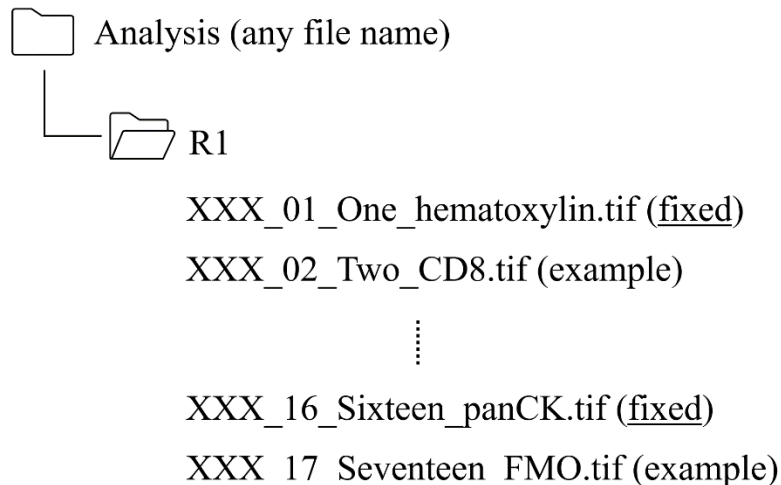 Analysis (any file name)
R1
XXX_01_One_hematoxylin.tif (fixed)
XXX_02_Two_CD8.tif (example)
XXX_16_Sixteen_panCK.tif (fixed)
XXX_17_Seventeen_FMO.tif (example)